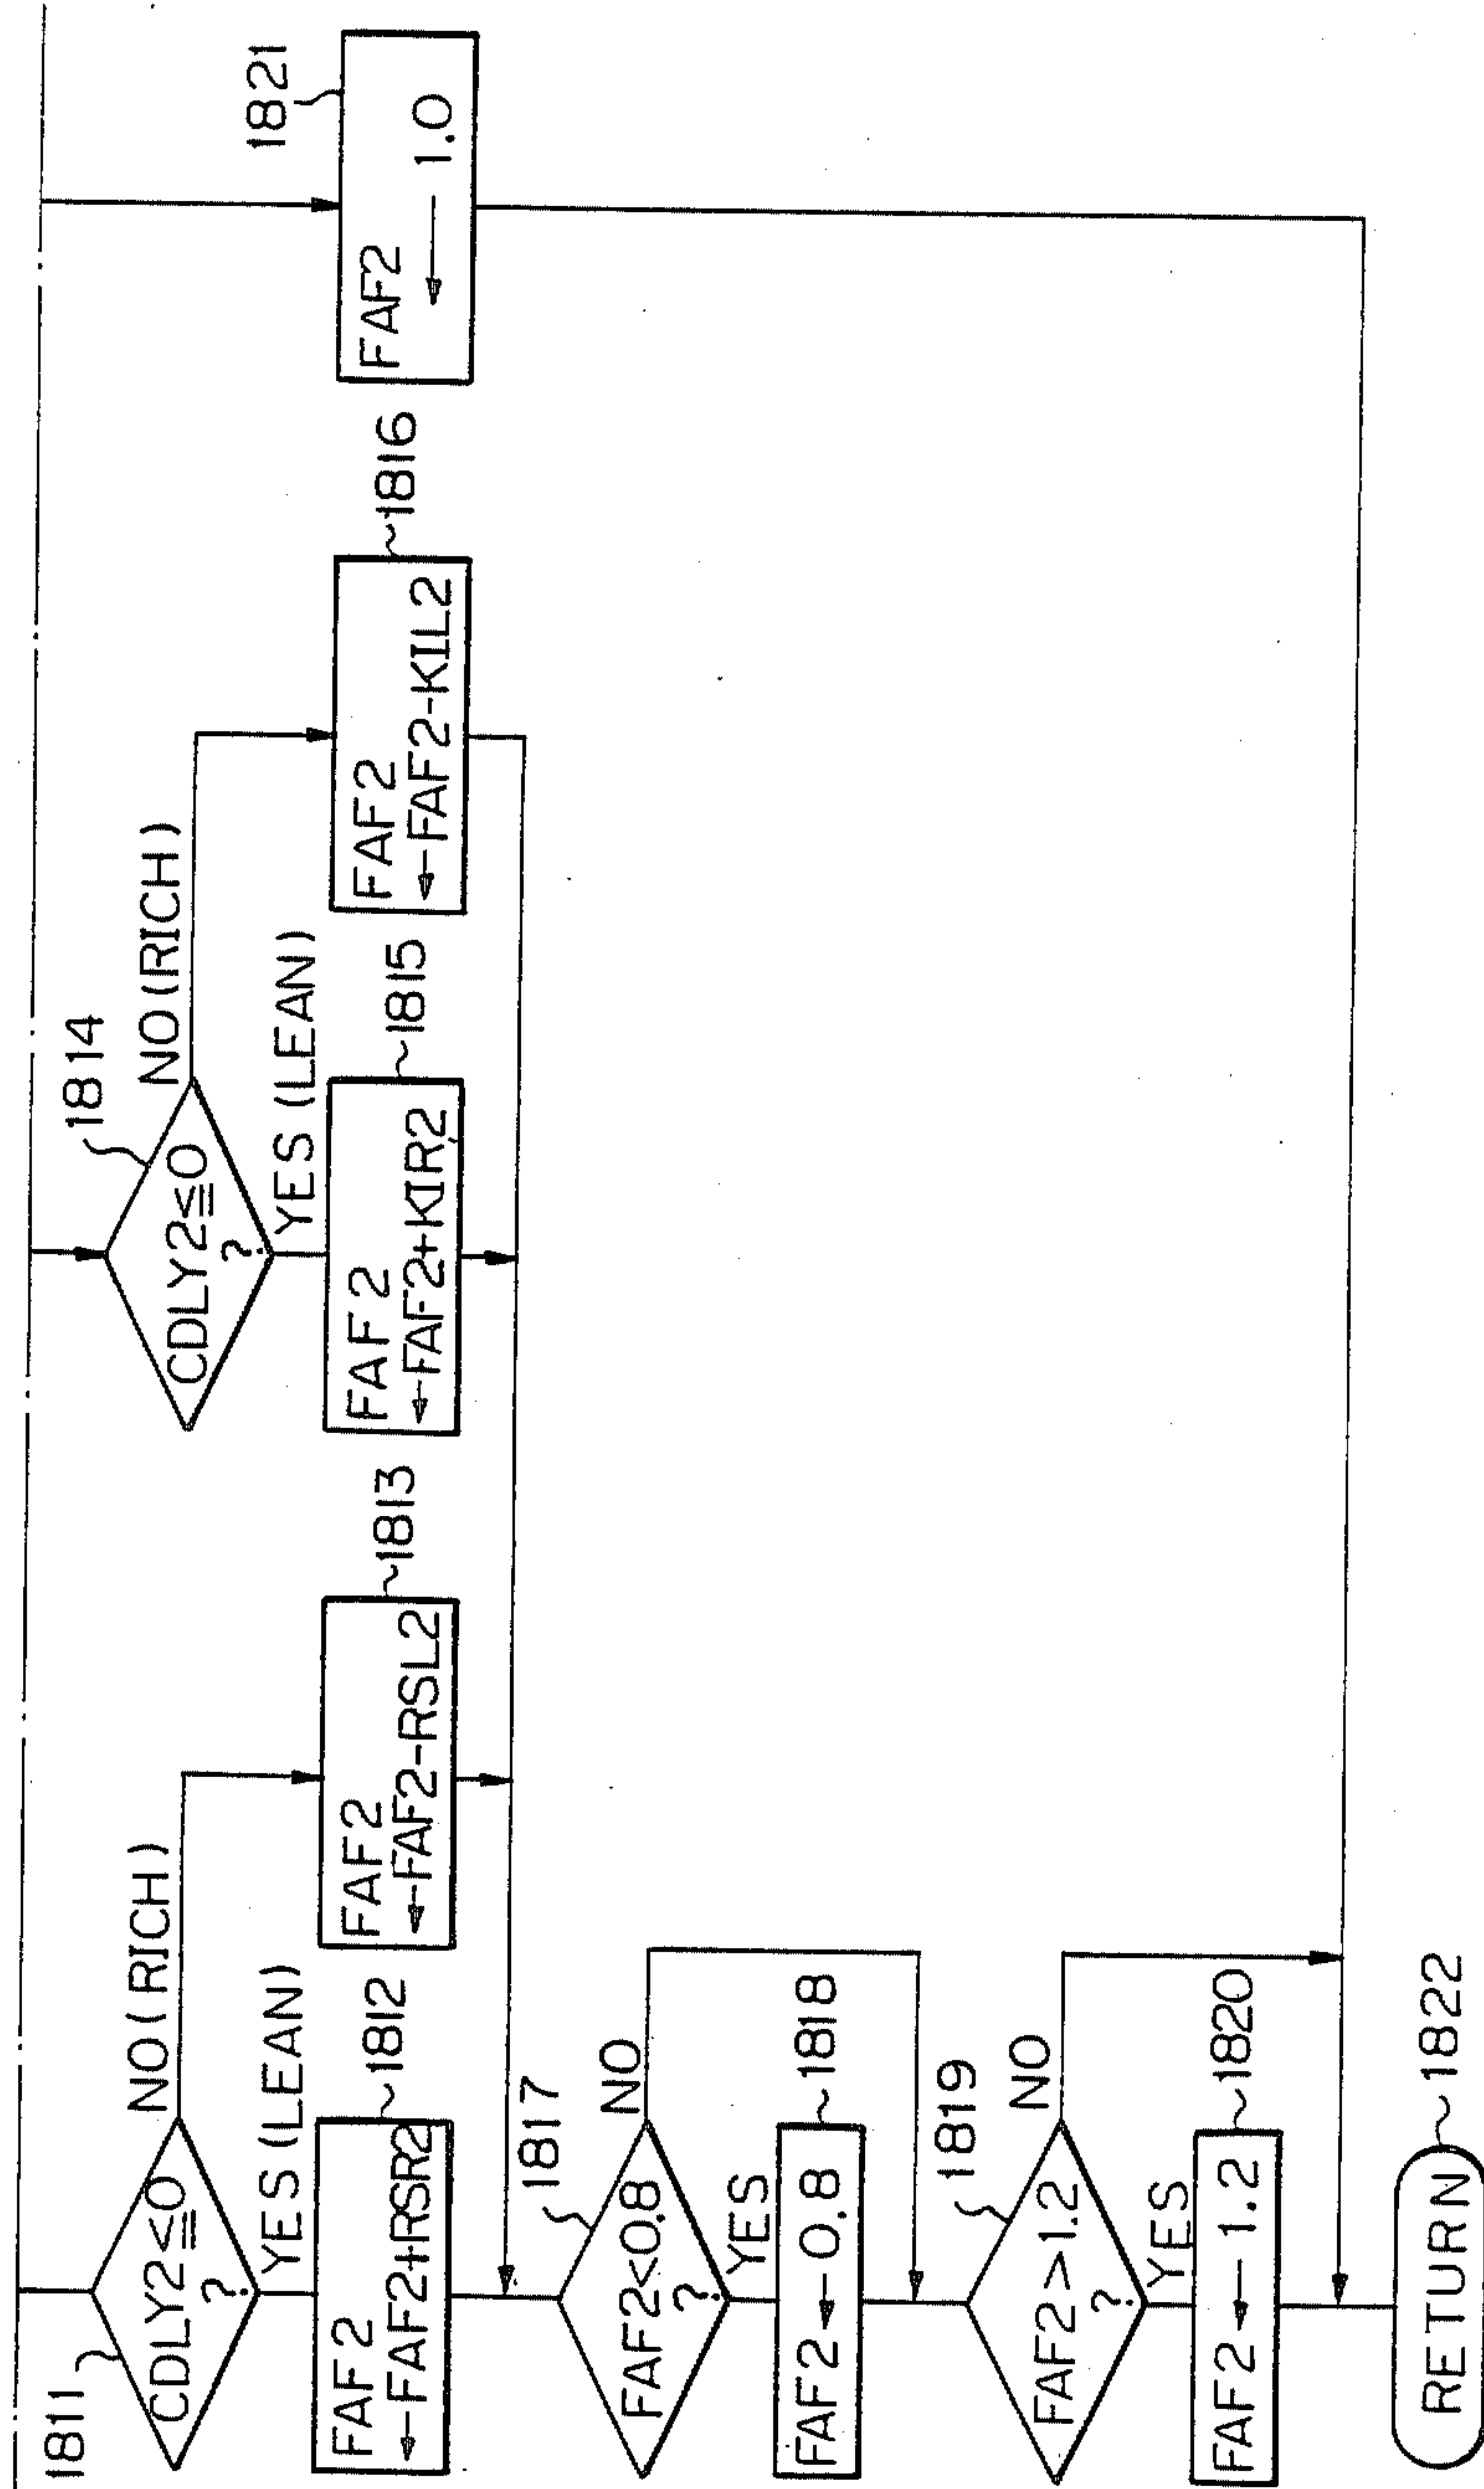 1811
CDLY2≦0
?
NO (RICH)
YES (LEAN)
FAF2
←FAF2+RSR2
1812
FAF2
←FAF2-RSL2
1813
1814
CDLY2≦0
?
NO (RICH)
YES (LEAN)
FAF2
←FAF2+KIR2
1815
FAF2
←FAF2-KIL2
1816
1821
FAF2
← 1.0
1817
FAF2<0.8
?
NO
YES
FAF2←0.8
1818
1819
FAF2>1.2
?
NO
YES
FAF2←1.2
1820
RETURN
1822